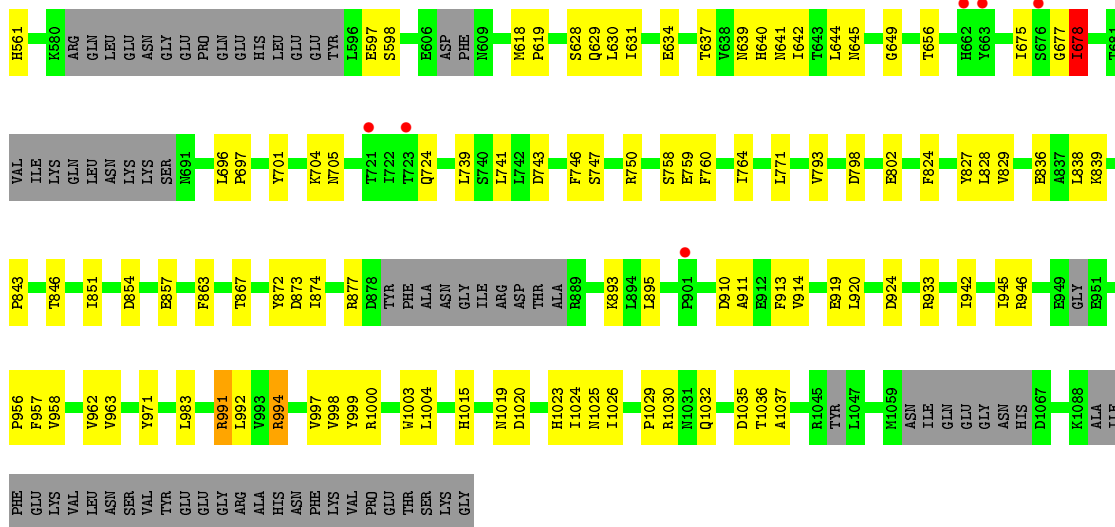 H561 K580 ARG GLN LEU LEU GLU ASN GLY GLU PRO GLN GLU HIS LEU GLU GLU TYR L596 E597 S598 E606 ASP PHE N609 M618 P619 S628 Q629 L630 I631 E634 T637 V638 N639 H640 N641 I642 T643 L644 N645 G649 T656 H662 Y663 I675 S676 G677 I678 T681
VAL ILE LYS GLN LEU ASN LYS LYS SER N691 L696 P697 Y701 K704 N705 T721 I722 T723 Q724 L739 S740 L741 L742 D743 F746 S747 R750 S758 E759 F760 I764 L771 V793 D798 E802 F824 Y827 L828 V829 E836 A837 L838 K839
P843 T846 I851 D854 E857 F863 T867 Y872 D873 I874 R877 D878 TYR PHE ALA ASN GLY ILE ARG ASP THR ALA R889 K893 L894 L895 P901 D910 A911 E912 F913 V914 E919 L920 D924 R933 I942 I945 R946 E949 GLY E951
P956 F957 V958 V962 V963 Y971 L983 R991 L992 V993 R994 V997 V998 Y999 R1000 W1003 L1004 H1015 N1019 D1020 H1023 I1024 N1025 I1026 P1029 R1030 N1031 Q1032 D1035 T1036 A1037 R1045 TYR L1047 M1059 ASN ILE GLN GLU GLY ASN HIS D1067 K1088 ALA ILE
PHE GLU LYS VAL LEU ASN SER VAL TYR GLU GLU GLY ARG ALA HIS ASN PHE LYS VAL PRO GLU THR SER LYS GLY